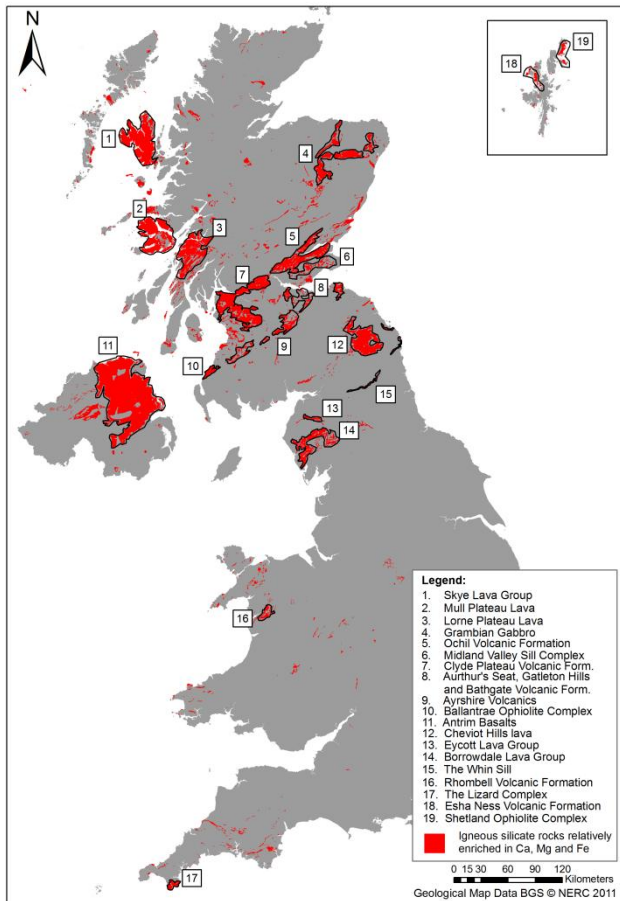 N
18
19
1
4
2
3
5
6
7
8
9
12
11
10
15
13
14
16
17
Legend:
1. Skye Lava Group
2. Mull Plateau Lava
3. Lorne Plateau Lava
4. Grambian Gabbro
5. Ochil Volcanic Formation
6. Midland Valley Sill Complex
7. Clyde Plateau Volcanic Form.
8. Aurthur's Seat, Gatleton Hills
and Bathgate Volcanic Form.
9. Ayrshire Volcanics
10. Ballantrae Ophiolite Complex
11. Antrim Basalts
12. Cheviot Hills lava
13. Eycott Lava Group
14. Borrowdale Lava Group
15. The Whin Sill
16. Rhombell Volcanic Formation
17. The Lizard Complex
18. Esha Ness Volcanic Formation
19. Shetland Ophiolite Complex
Igneous silicate rocks relatively
enriched in Ca, Mg and Fe
0 15 30 60 90 120
Kilometers
Geological Map Data BGS © NERC 2011